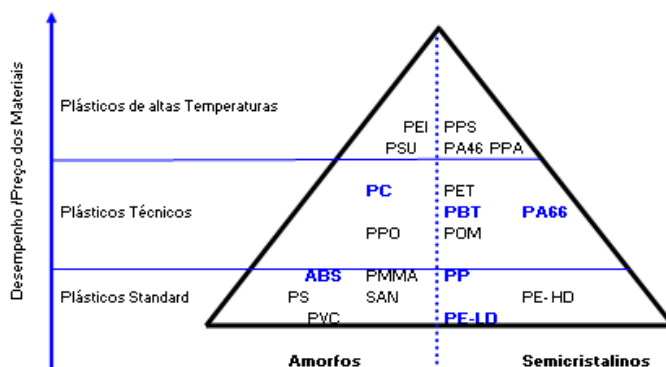 Desempenho /Preço dos Materiais
Plásticos de altas Temperaturas
PEI PPS
PSU PA46 PPA
PC PET
Plásticos Técnicos PBT PA66
PPO POM
ABS PMMA PP
Plásticos Standard PS SAN PE-HD
PVC PE-LD
Amorfos Semicristalinos